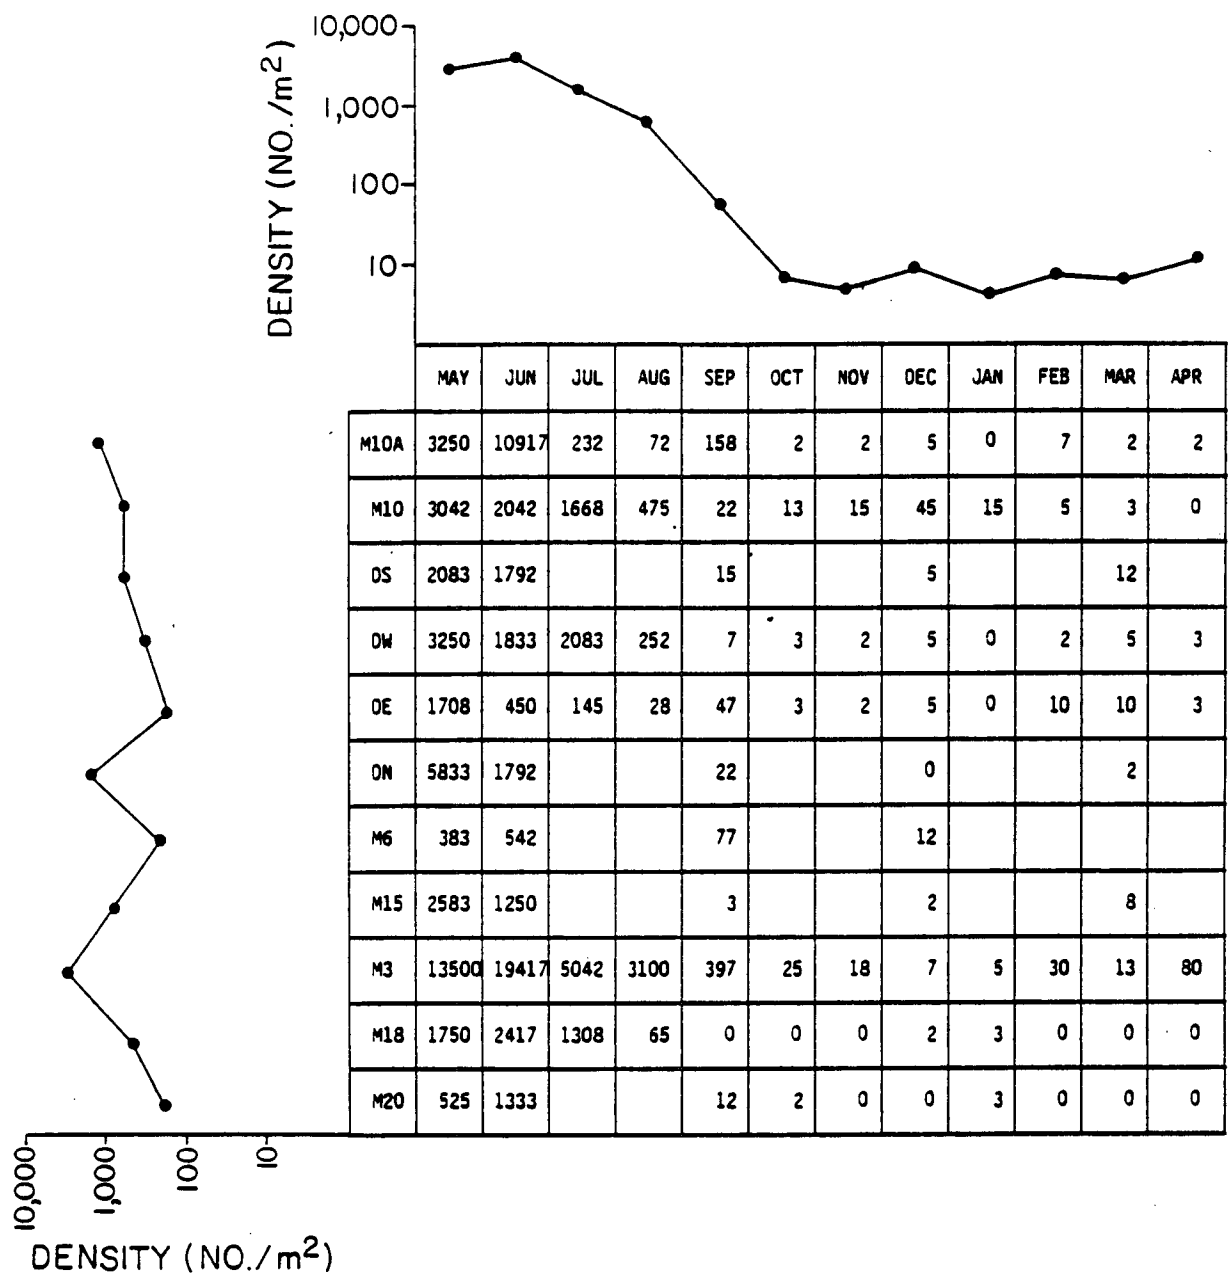 10,000
1,000
100
10
DENSITY (NO./m²)
MAY JUN JUL AUG SEP OCT NOV DEC JAN FEB MAR APR
M10A 3250 10917 232 72 158 2 2 5 0 7 2 2
M10 3042 2042 1668 475 22 13 15 45 15 5 3 0
DS 2083 1792 15 5 12
DW 3250 1833 2083 252 7 3 2 5 0 2 5 3
DE 1708 450 145 28 47 3 2 5 0 10 10 3
DN 5833 1792 22 0 2
M6 383 542 77 12
M15 2583 1250 3 2 8
M3 13500 19417 5042 3100 397 25 18 7 5 30 13 80
M18 1750 2417 1308 65 0 0 0 2 3 0 0 0
M20 525 1333 12 2 0 0 3 0 0 0
10,000 1,000 100 10
DENSITY (NO./m²)